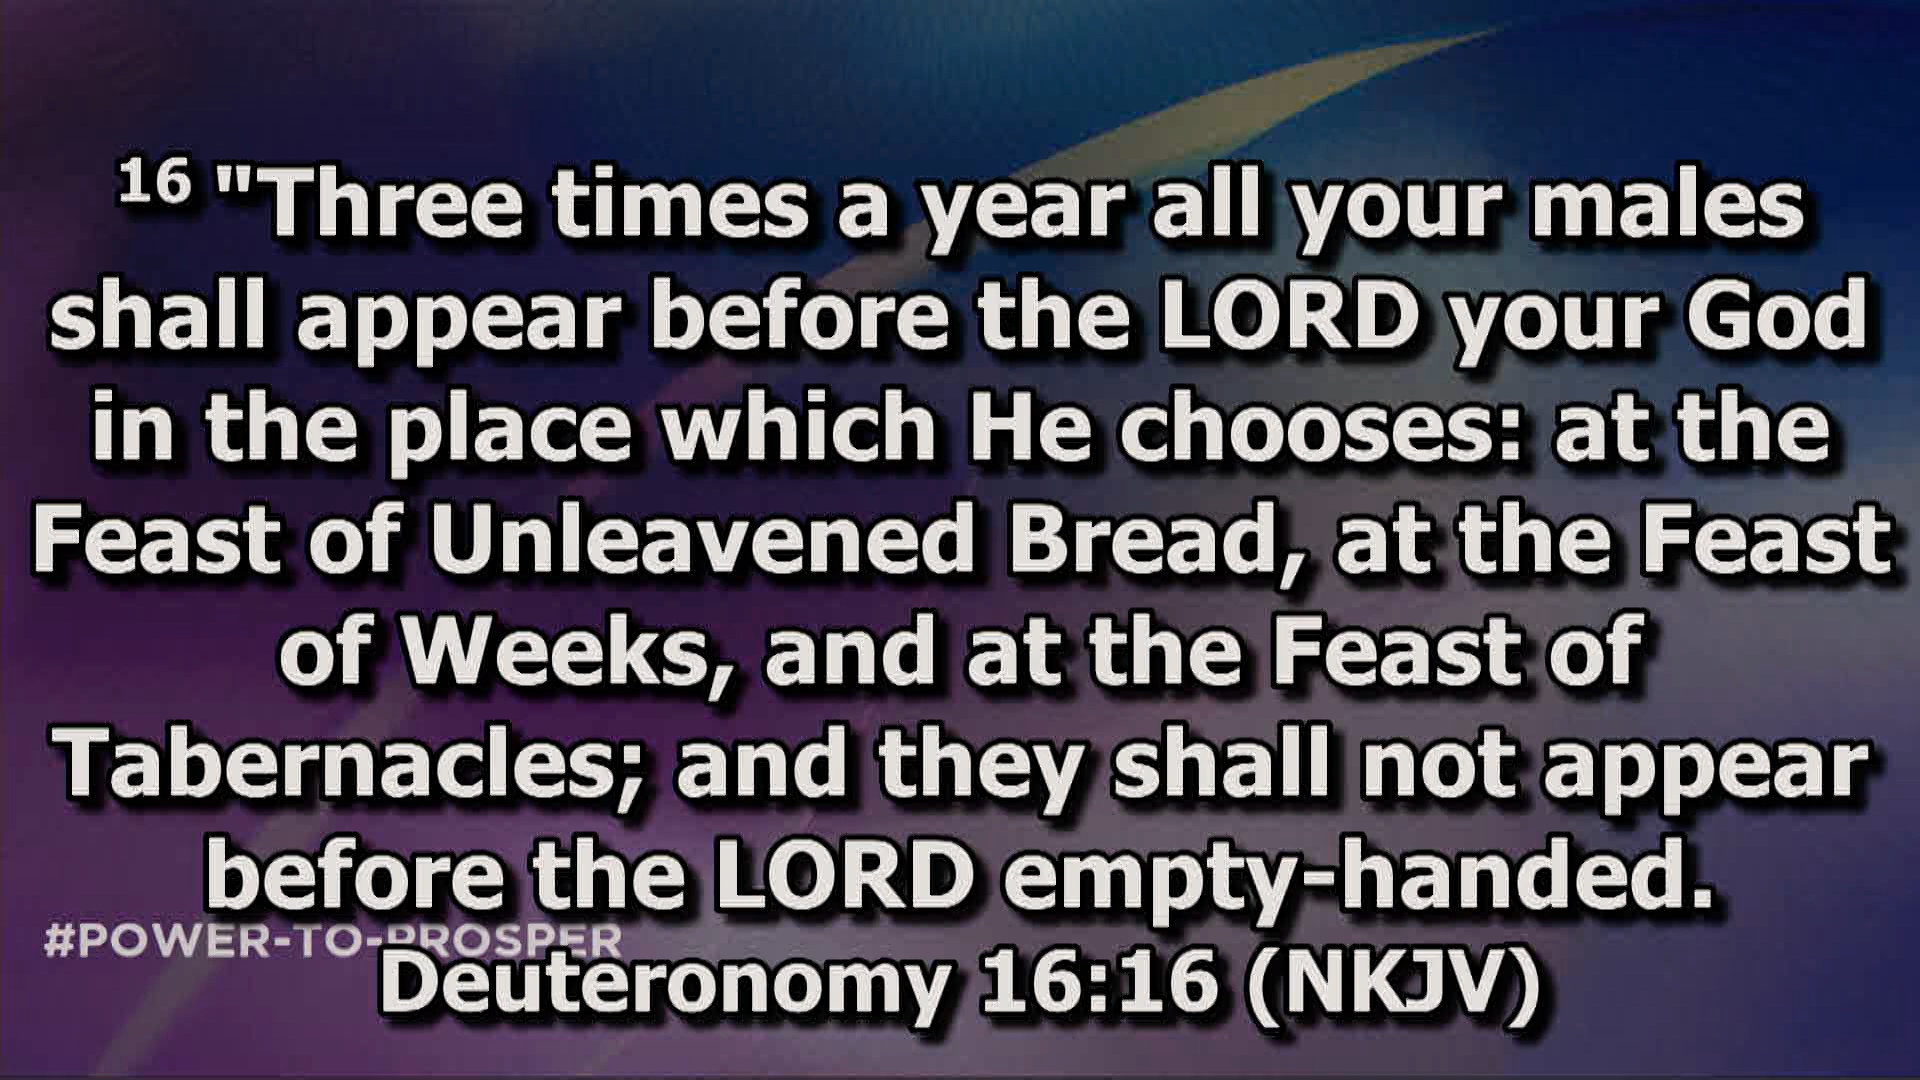 16 "Three times a year all your males
shall appear before the LORD your God
in the place which He chooses: at the
Feast of Unleavened Bread, at the Feast
of Weeks, and at the Feast of
Tabernacles; and they shall not appear
before the LORD empty-handed.
#POWER-TO-PROSPER
Deuteronomy 16:16 (NKJV)